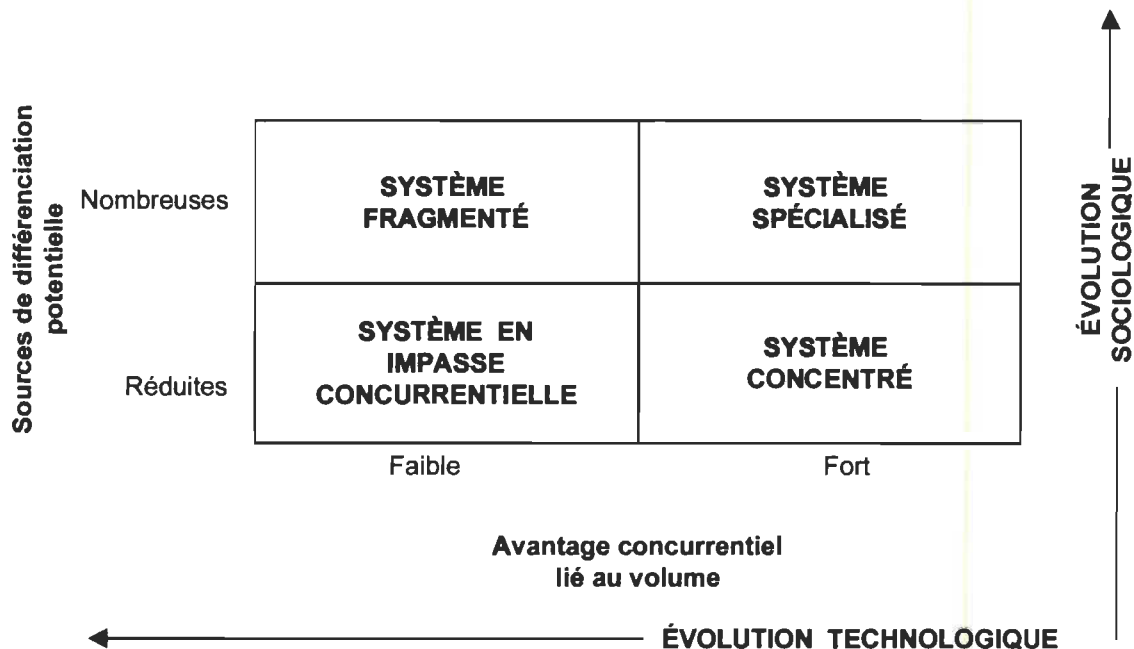 Sources de différenciation
potentielle
Nombreuses
SYSTÈME
FRAGMENTÉ
SYSTÈME
SPÉCIALISÉ
Réduites
SYSTÈME EN
IMPASSE
CONCURRENTIELLE
SYSTÈME
CONCENTRÉ
Faible
Fort
Avantage concurrentiel
lié au volume
ÉVOLUTION TECHNOLOGIQUE
ÉVOLUTION
SOCIOLOGIQUE